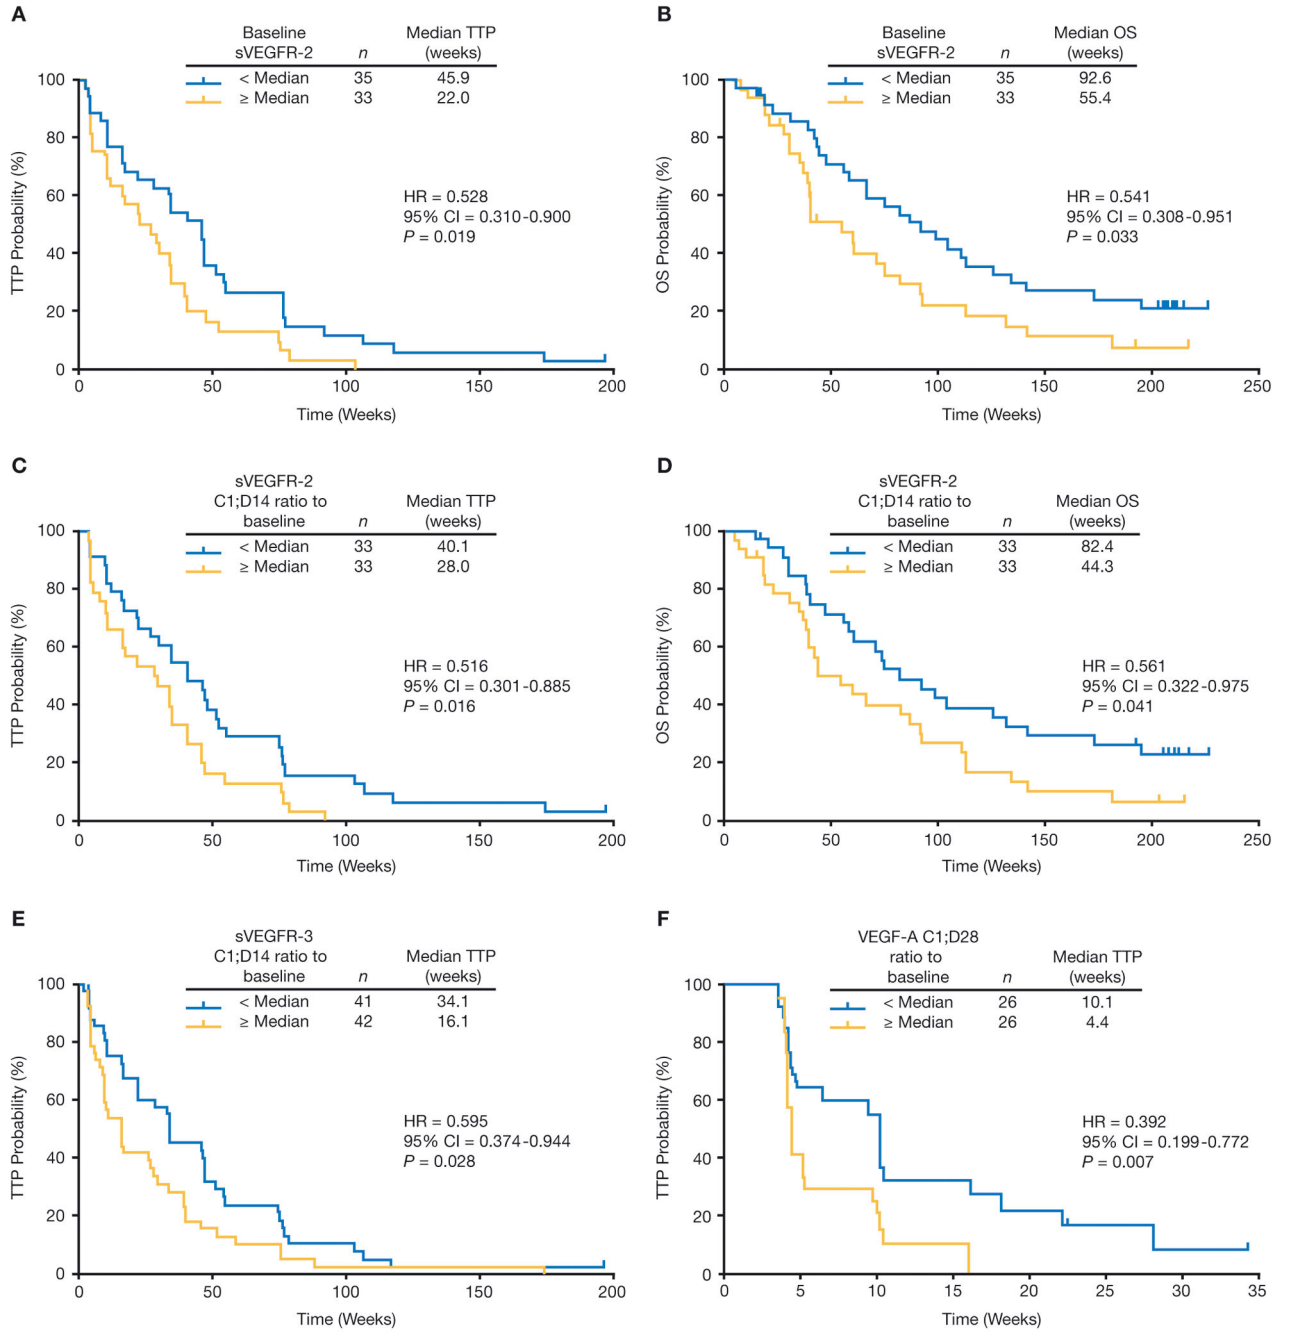 A
Baseline Median TTP
sVEGFR-2 n (weeks)
< Median 35 45.9
≥ Median 33 22.0
HR = 0.528
95% CI = 0.310-0.900
P = 0.019
TTP Probability (%)
100
80
60
40
20
0
0 50 100 150 200
Time (Weeks)
B
Baseline Median OS
sVEGFR-2 n (weeks)
< Median 35 92.6
≥ Median 33 55.4
HR = 0.541
95% CI = 0.308-0.951
P = 0.033
OS Probability (%)
100
80
60
40
20
0
0 50 100 150 200 250
Time (Weeks)
C
sVEGFR-2
C1;D14 ratio to Median TTP
baseline n (weeks)
< Median 33 40.1
≥ Median 33 28.0
HR = 0.516
95% CI = 0.301-0.885
P = 0.016
TTP Probability (%)
100
80
60
40
20
0
0 50 100 150 200
Time (Weeks)
D
sVEGFR-2
C1;D14 ratio to Median OS
baseline n (weeks)
< Median 33 82.4
≥ Median 33 44.3
HR = 0.561
95% CI = 0.322-0.975
P = 0.041
OS Probability (%)
100
80
60
40
20
0
0 50 100 150 200 250
Time (Weeks)
E
sVEGFR-3
C1;D14 ratio to Median TTP
baseline n (weeks)
< Median 41 34.1
≥ Median 42 16.1
HR = 0.595
95% CI = 0.374-0.944
P = 0.028
TTP Probability (%)
100
80
60
40
20
0
0 50 100 150 200
Time (Weeks)
F
VEGF-A C1;D28
ratio to Median TTP
baseline n (weeks)
< Median 26 10.1
≥ Median 26 4.4
HR = 0.392
95% CI = 0.199-0.772
P = 0.007
TTP Probability (%)
100
80
60
40
20
0
0 5 10 15 20 25 30 35
Time (Weeks)